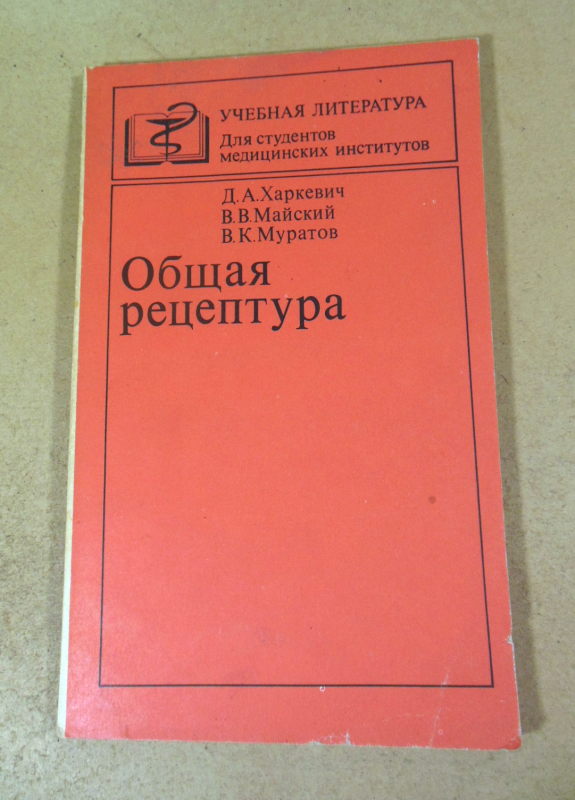 УЧЕБНАЯ ЛИТЕРАТУРА
Для студентов
медицинских институтов
Д.А.Харкевич
В.В.Майский
В.К.Муратов
Общая
рецептура